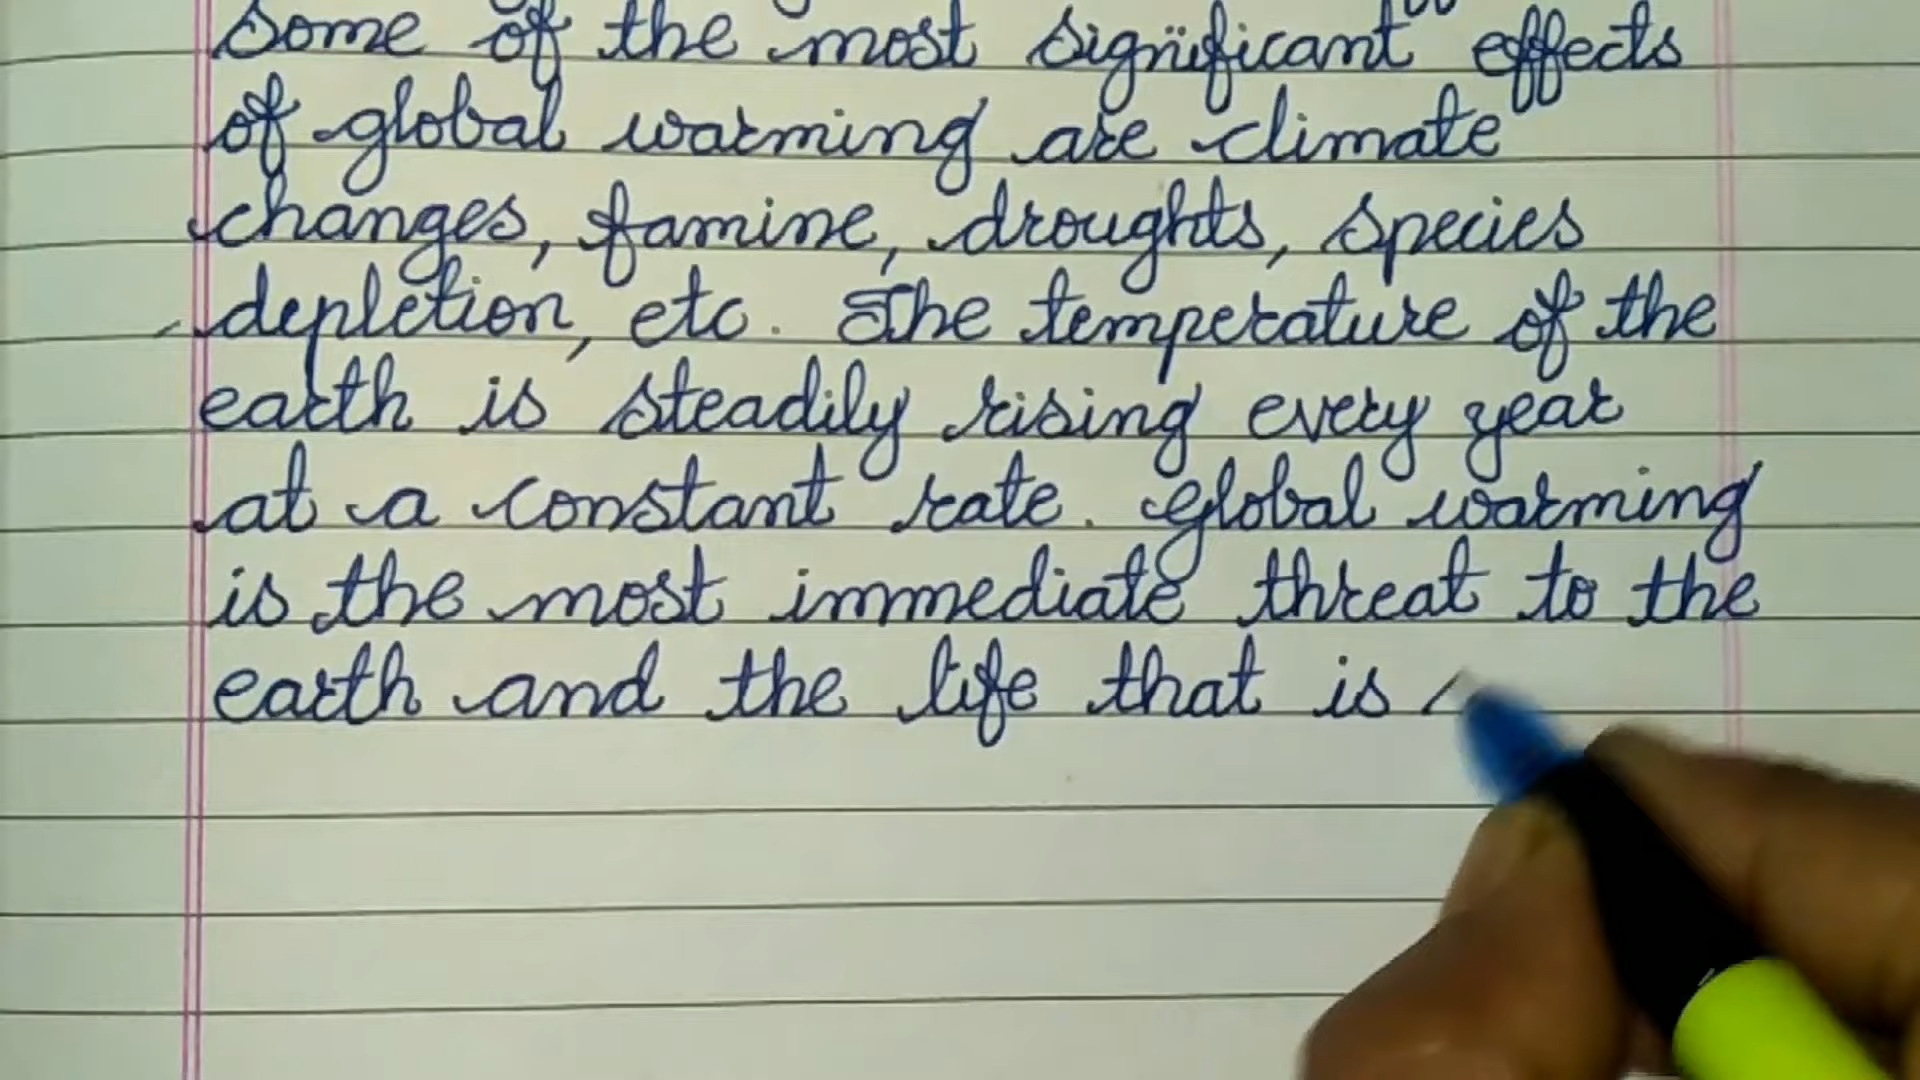 Some of the most significant effects
of global warming are climate
changes, famine, droughts, species
depletion, etc. The temperature of the
earth is steadily rising every year
at a constant rate. Global warming
is the most immediate threat to the
earth and the life that is